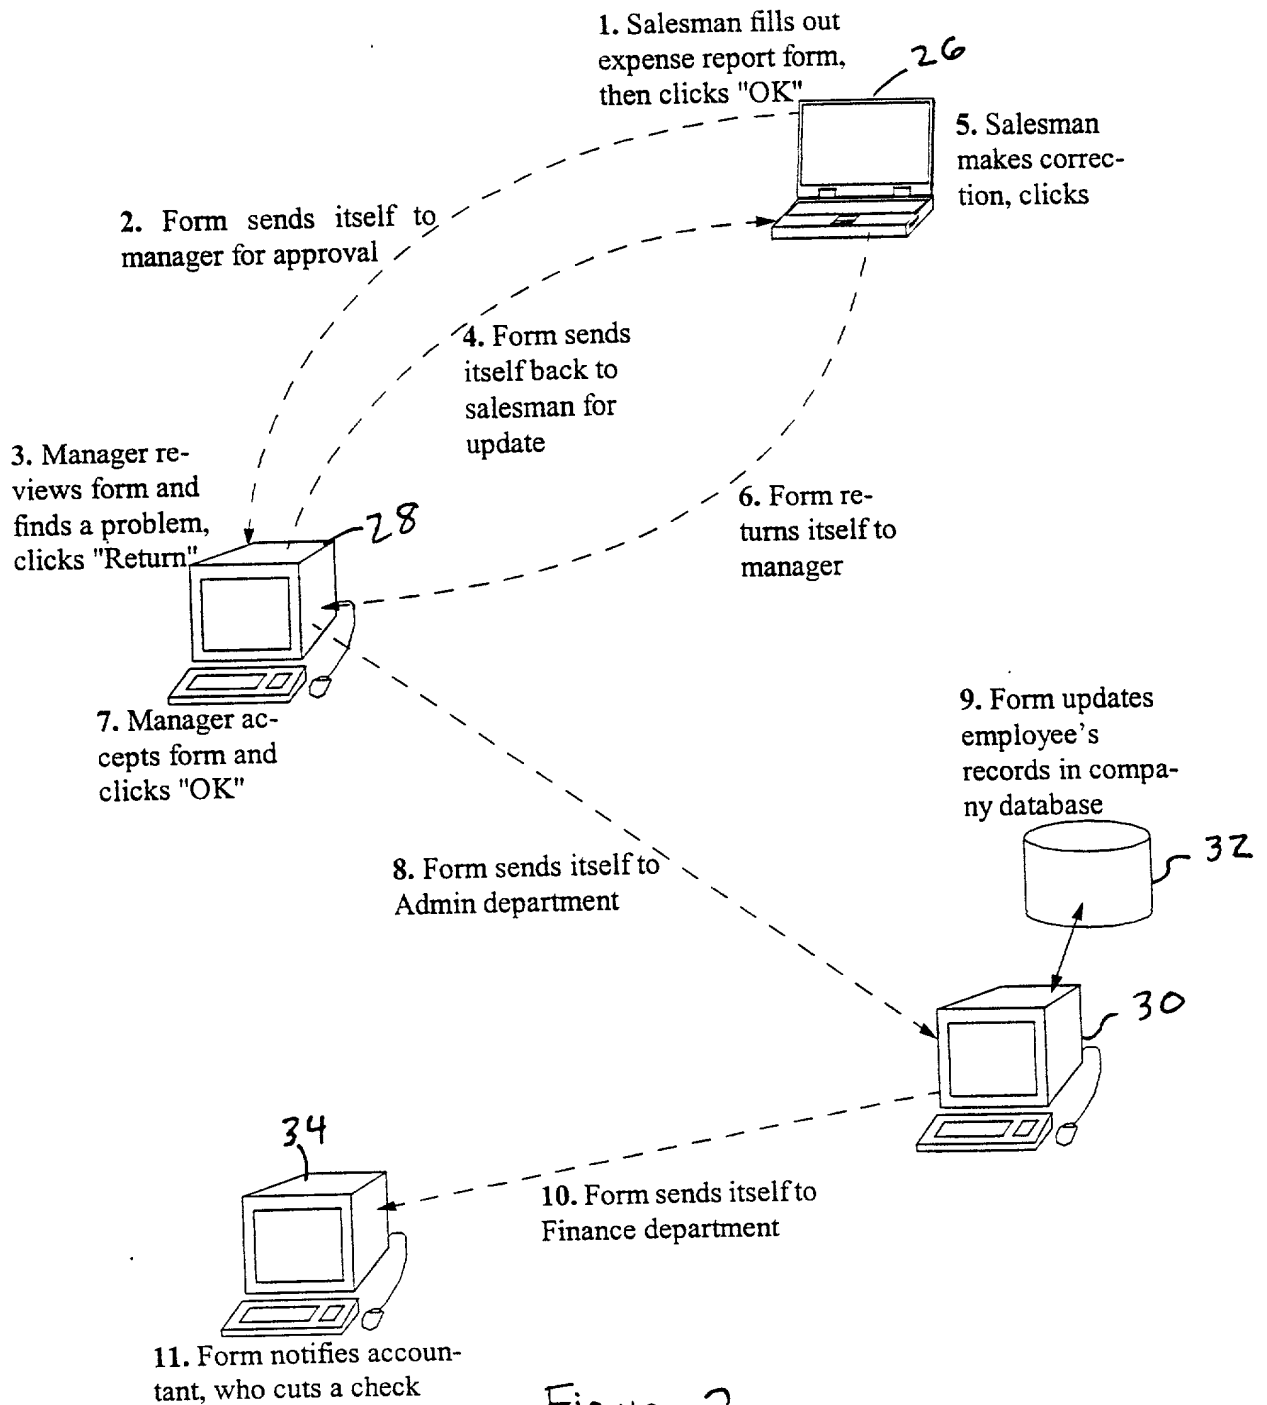 1. Salesman fills out
expense report form,
then clicks "OK"
26
5. Salesman
makes correc-
tion, clicks
2. Form sends itself to
manager for approval
4. Form sends
itself back to
salesman for
update
3. Manager re-
views form and
finds a problem,
clicks "Return"
28
6. Form re-
turns itself to
manager
7. Manager ac-
cepts form and
clicks "OK"
9. Form updates
employee's
records in compa-
ny database
32
8. Form sends itself to
Admin department
30
34
10. Form sends itself to
Finance department
11. Form notifies accoun-
tant, who cuts a check